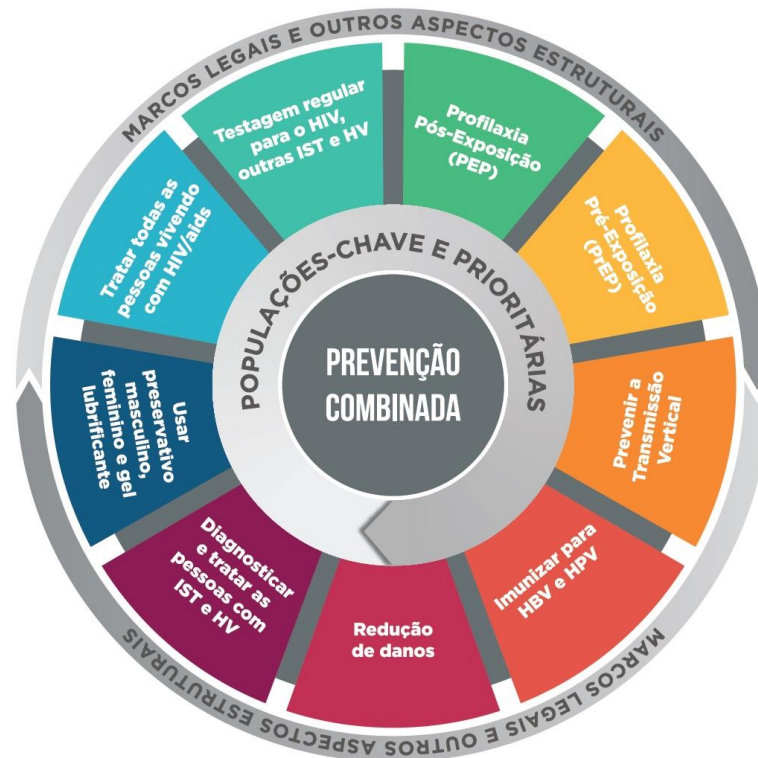 MARCOS LEGAIS E OUTROS ASPECTOS ESTRUTURAIS
Testagem regular
para o HIV,
outras IST e HV
Profilaxia
Pós-Exposição
(PEP)
Profilaxia
Pré-Exposição
(PrEP)
Prevenir a
Transmissão
Vertical
Imunizar para
HBV e HPV
Redução
de danos
Diagnosticar
e tratar as
pessoas com
IST e HV
Usar
preservativo
masculino,
feminino e gel
lubrificante
Tratar todas as
pessoas vivendo
com HIV/aids
POPULAÇÕES-CHAVE E PRIORITÁRIAS
PREVENÇÃO
COMBINADA
MARCOS LEGAIS E OUTROS ASPECTOS ESTRUTURAIS